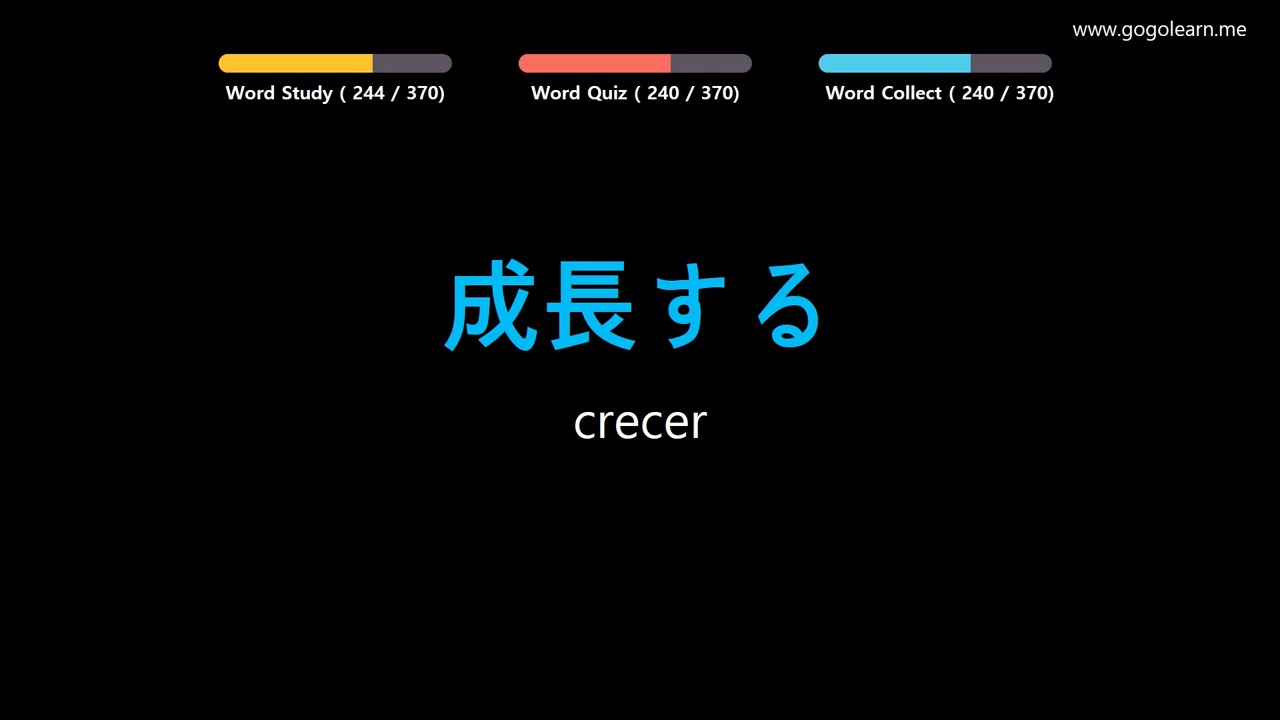 www.gogolearn.me
Word Study ( 244 / 370)
Word Quiz ( 240 / 370)
Word Collect ( 240 / 370)
成長する
crecer